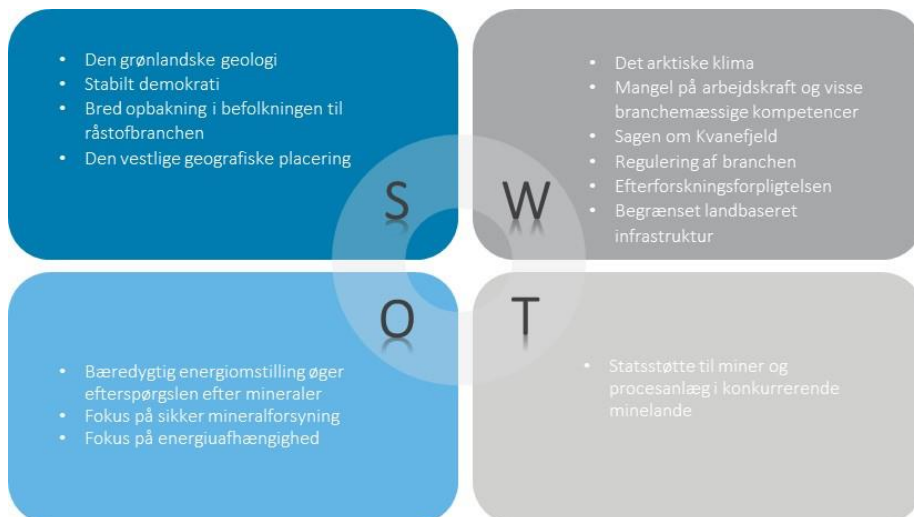 • Den grønlandske geologi
• Stabilt demokrati
• Bred opbakning i befolkningen til
råstofbranchen
• Den vestlige geografiske placering
S
• Det arktiske klima
• Mangel på arbejdskraft og visse
branchemæssige kompetencer
• Sagen om Kvanefjeld
• Regulering af branchen
• Efterforskningsforpligtelsen
• Begrænset landbaseret
infrastruktur
W
O
• Bæredygtig energiomstilling øger
efterspørgslen efter mineraler
• Fokus på sikker mineralforsyning
• Fokus på energiuafhængighed
T
• Statsstøtte til miner og
procesanlæg i konkurrerende
minelande